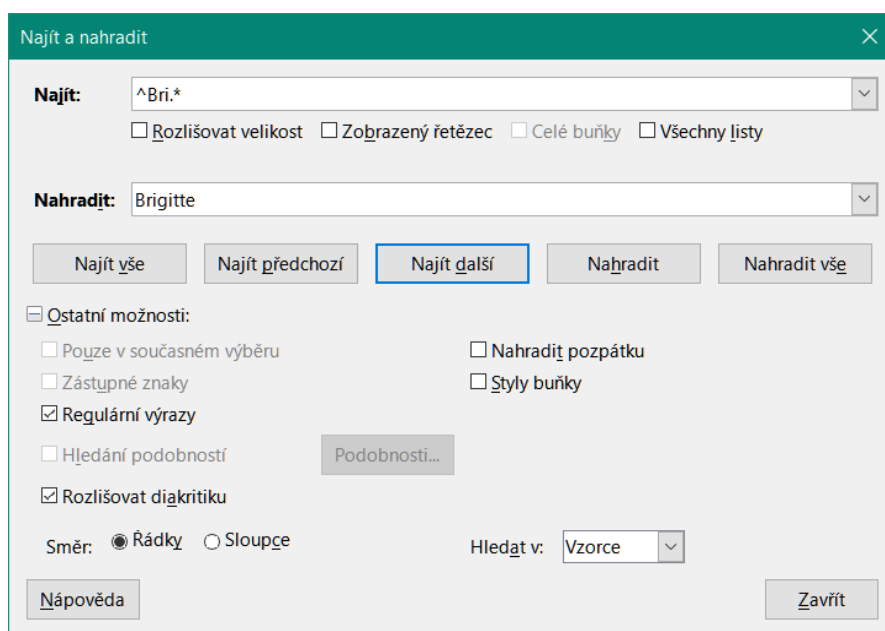 Najít a nahradit
Najít: ^Bri.*
Rozlišovat velikost Zobrazený řetězec Celé buňky Všechny listy
Nahradit: Brigitte
Najít vše Najít předchozí Najít další Nahradit Nahradit vše
Ostatní možnosti:
Pouze v současném výběru Nahradit pozpátku
Zástupné znaky Styly buňky
Regulární výrazy
Hledání podobností Podobnosti...
Rozlišovat diakritiku
Směr: Řádky Sloupce Hledat v: Vzorce
Nápověda Zavřít